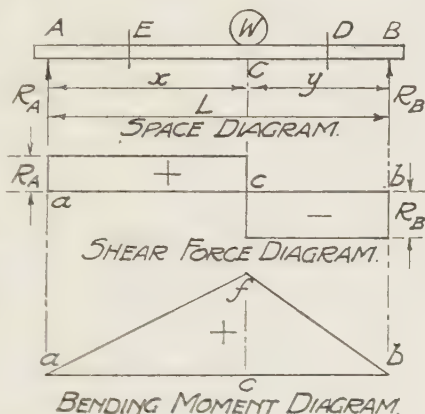 A E W D B
C
x y
R_A L R_B
SPACE DIAGRAM.
R_A + c b
a − R_B
SHEAR FORCE DIAGRAM.
f
+
a b
c
BENDING MOMENT DIAGRAM